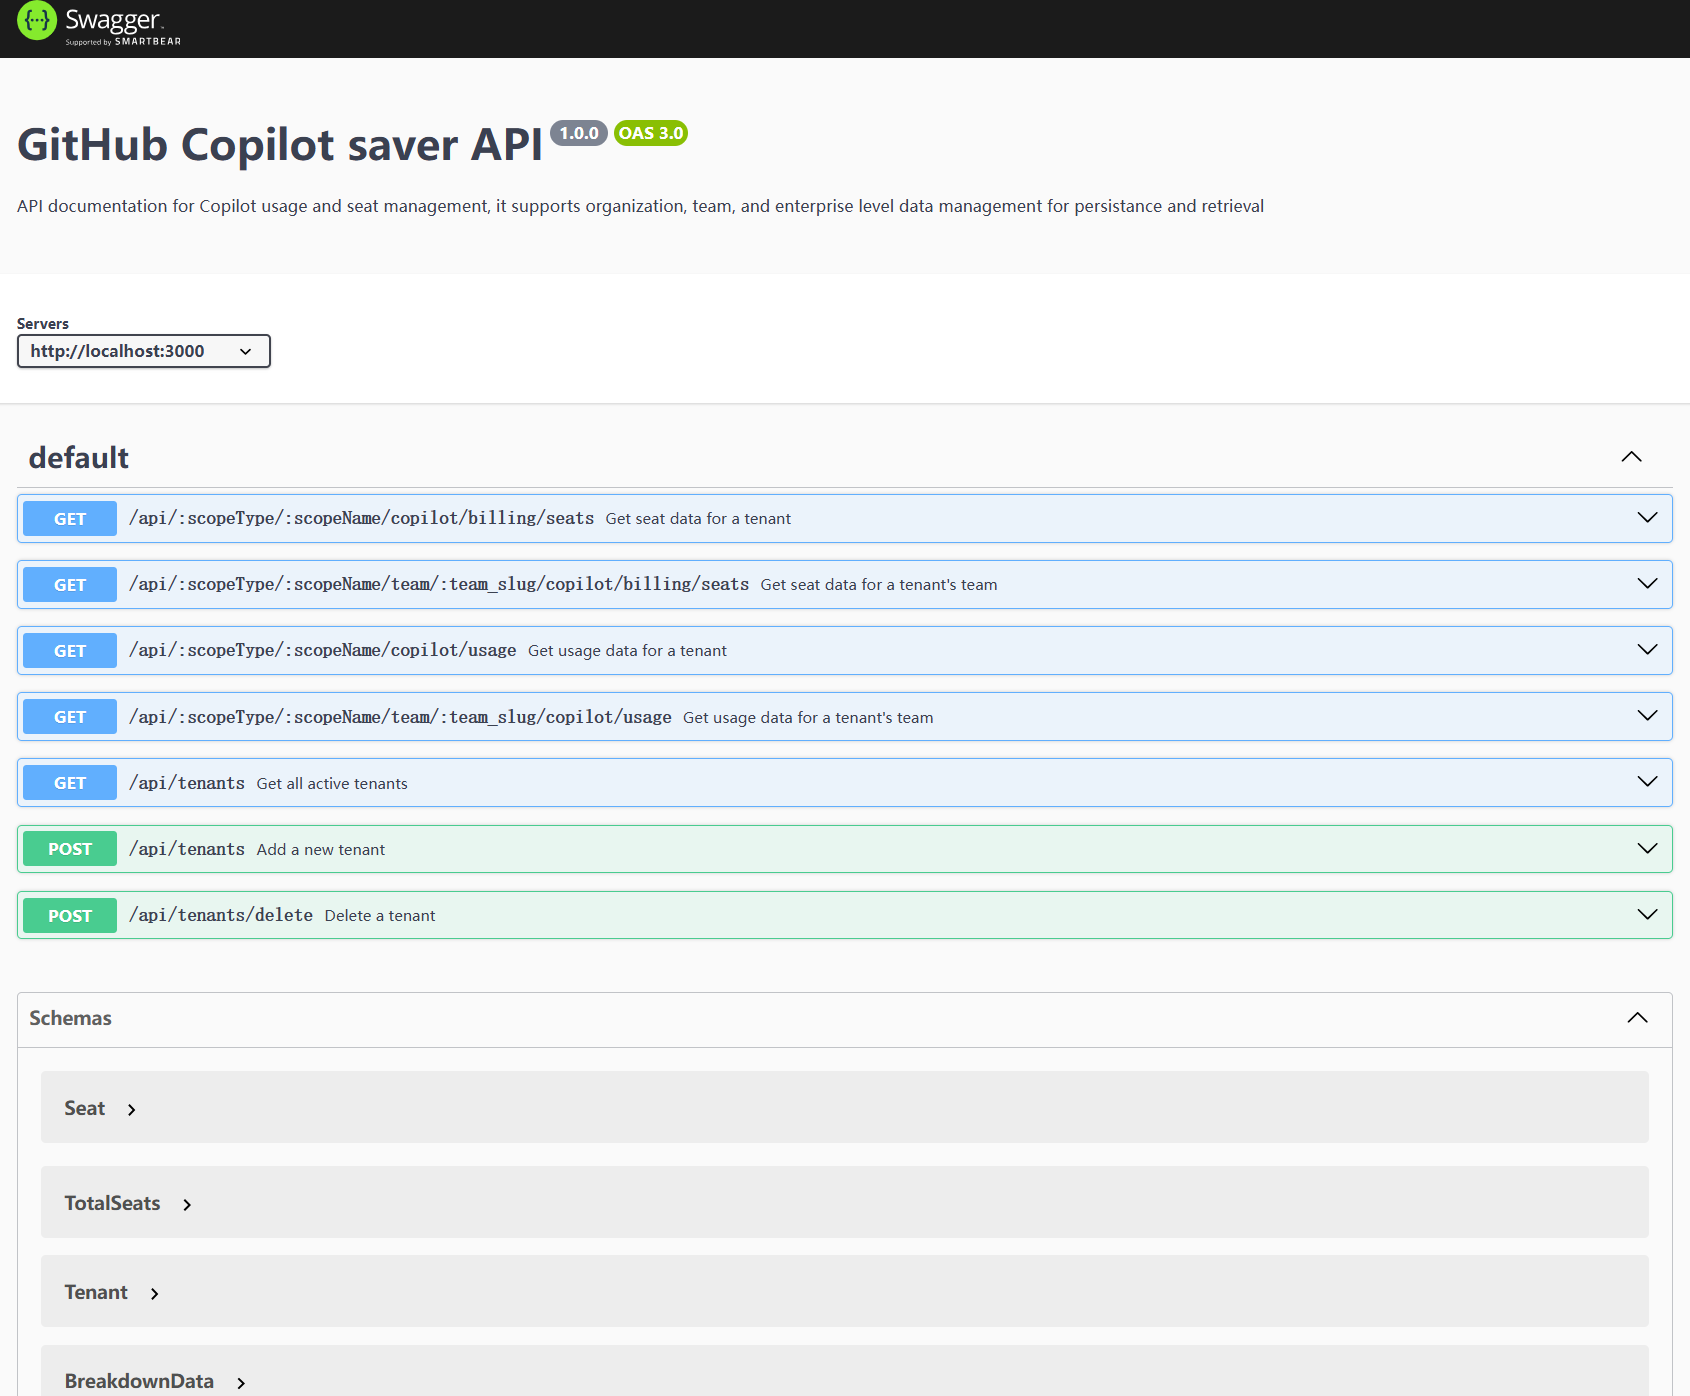 Swagger
Supported by SMARTBEAR
GitHub Copilot saver API 1.0.0 OAS 3.0
API documentation for Copilot usage and seat management, it supports organization, team, and enterprise level data management for persistance and retrieval
Servers
http://localhost:3000
default
GET /api/:scopeType/:scopeName/copilot/billing/seats Get seat data for a tenant
GET /api/:scopeType/:scopeName/team/:team_slug/copilot/billing/seats Get seat data for a tenant's team
GET /api/:scopeType/:scopeName/copilot/usage Get usage data for a tenant
GET /api/:scopeType/:scopeName/team/:team_slug/copilot/usage Get usage data for a tenant's team
GET /api/tenants Get all active tenants
POST /api/tenants Add a new tenant
POST /api/tenants/delete Delete a tenant
Schemas
Seat
TotalSeats
Tenant
BreakdownData